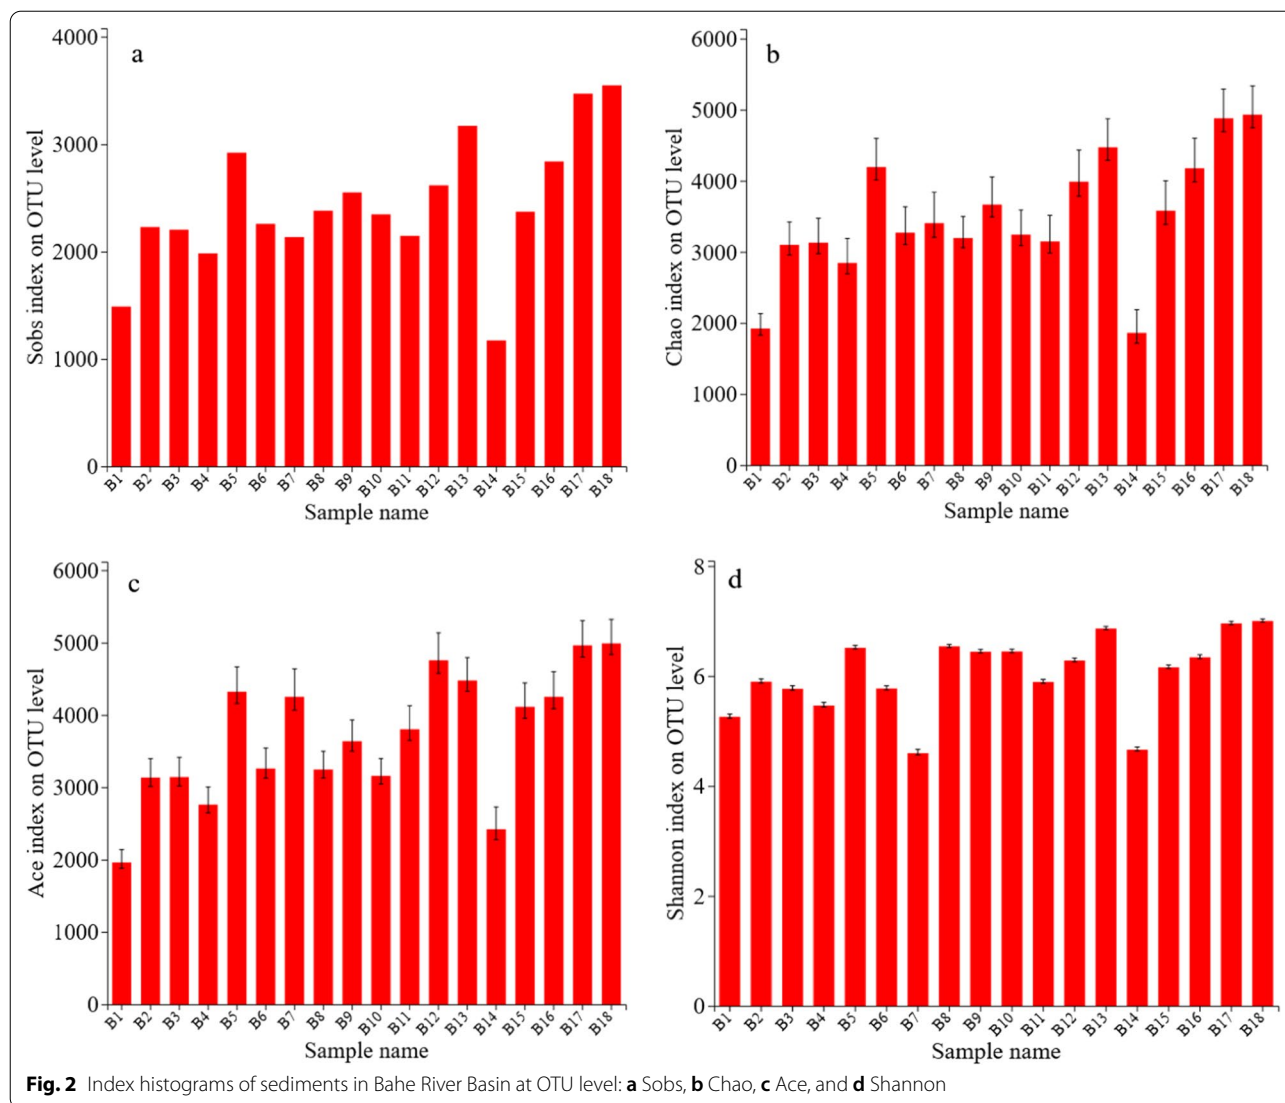 a
4000
3000
2000
1000
0
Sobs index on OTU level
B1 B2 B3 B4 B5 B6 B7 B8 B9 B10 B11 B12 B13 B14 B15 B16 B17 B18
Sample name
b
6000
5000
4000
3000
2000
1000
0
Chao index on OTU level
B1 B2 B3 B4 B5 B6 B7 B8 B9 B10 B11 B12 B13 B14 B15 B16 B17 B18
Sample name
c
6000
5000
4000
3000
2000
1000
0
Ace index on OTU level
B1 B2 B3 B4 B5 B6 B7 B8 B9 B10 B11 B12 B13 B14 B15 B16 B17 B18
Sample name
d
8
6
4
2
0
Shannon index on OTU level
B1 B2 B3 B4 B5 B6 B7 B8 B9 B10 B11 B12 B13 B14 B15 B16 B17 B18
Sample name
Fig. 2 Index histograms of sediments in Bahe River Basin at OTU level: a Sobs, b Chao, c Ace, and d Shannon